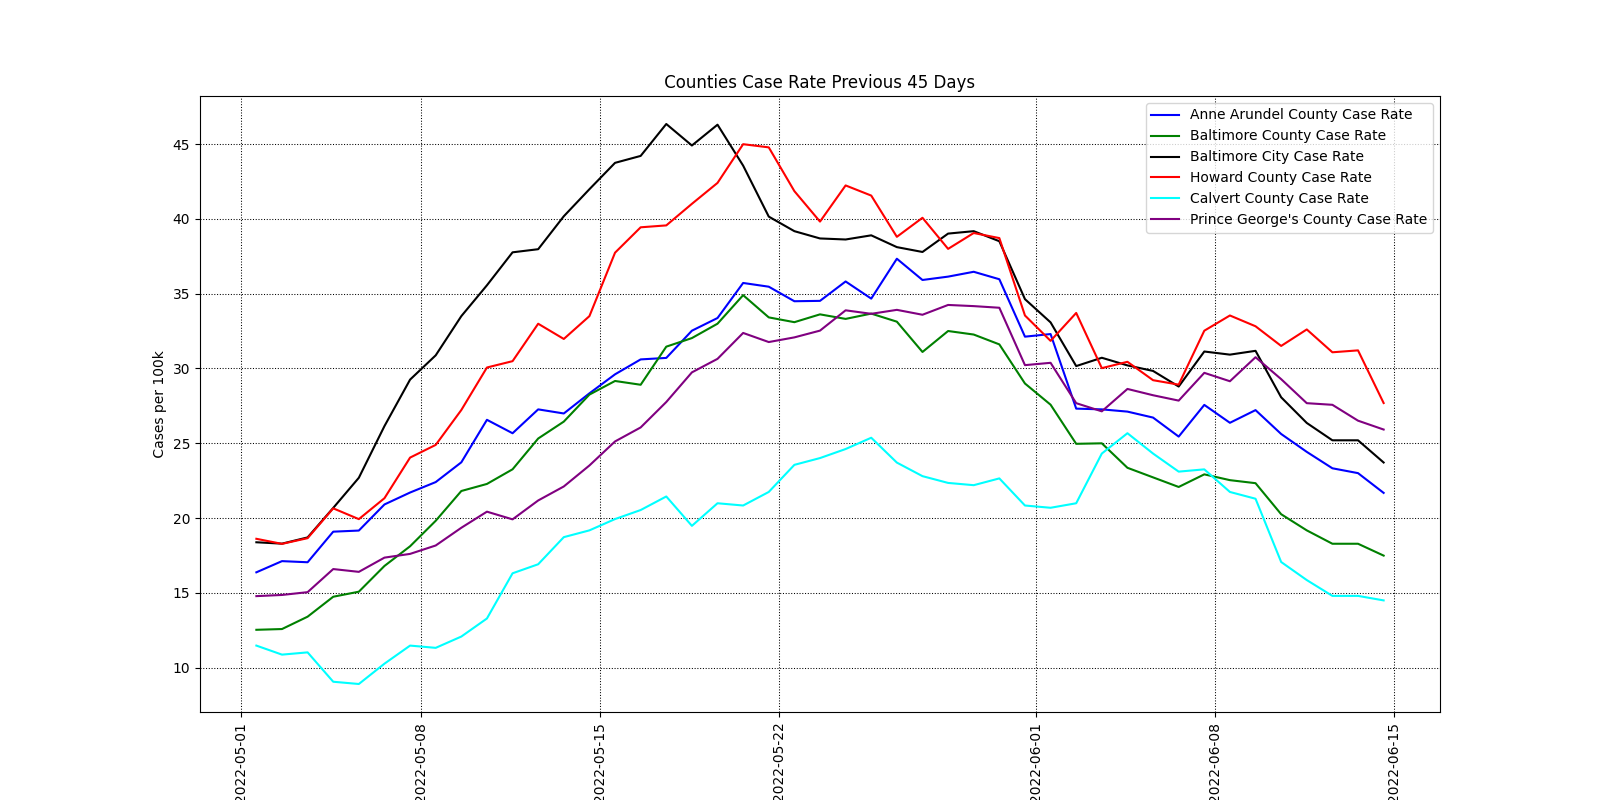 Counties Case Rate Previous 45 Days
Anne Arundel County Case Rate
Baltimore County Case Rate
Baltimore City Case Rate
Howard County Case Rate
Calvert County Case Rate
Prince George's County Case Rate
Cases per 100k
45
40
35
30
25
20
15
10
2022-05-01
2022-05-08
2022-05-15
2022-05-22
2022-06-01
2022-06-08
2022-06-15